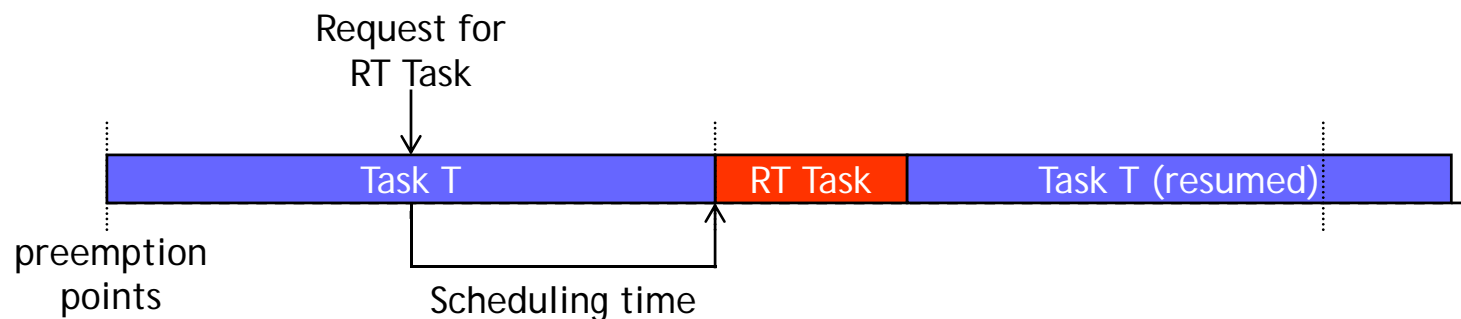 Request for
RT Task
Task T
RT Task
Task T (resumed)
preemption
points
Scheduling time